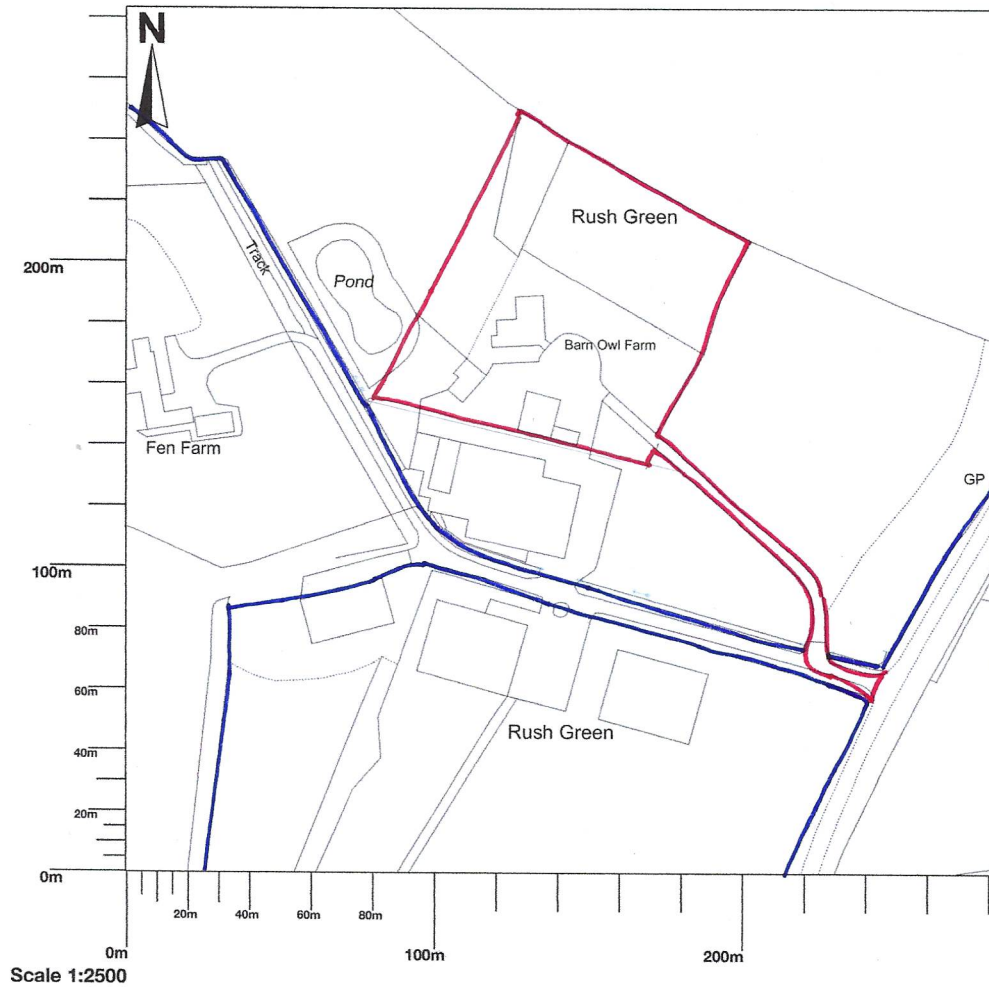 N
Rush Green
Track
200m
Pond
Barn Owl Farm
Fen Farm
GP
100m
80m
60m
Rush Green
40m
20m
0m
20m
40m
60m
80m
0m
100m
200m
Scale 1:2500